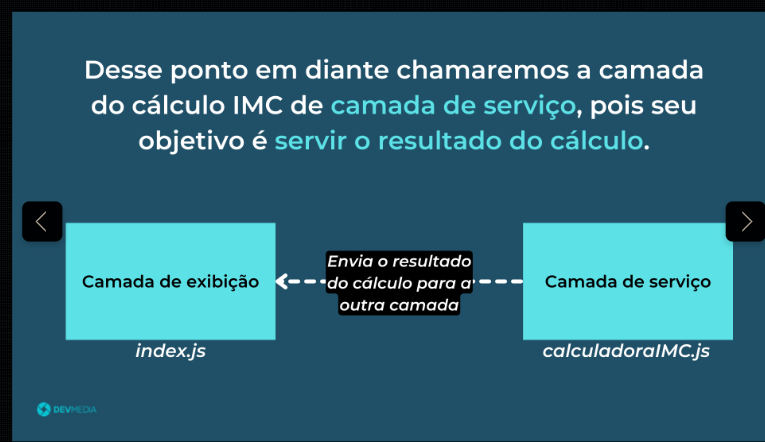 Desse ponto em diante chamaremos a camada
do cálculo IMC de camada de serviço, pois seu
objetivo é servir o resultado do cálculo.
Camada de exibição
Envia o resultado
do cálculo para a
outra camada
Camada de serviço
index.js
calculadoraIMC.js
DEVMEDIA